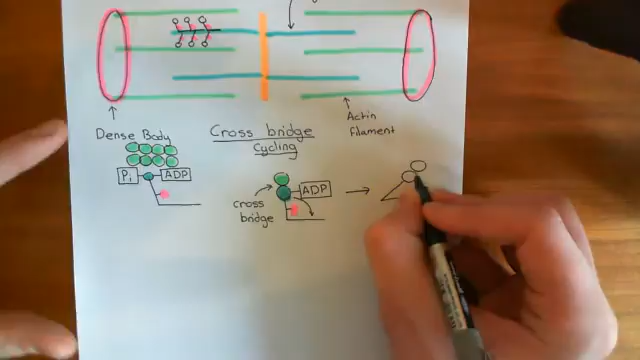 Actin
filament
Dense Body
Cross bridge
Cycling
Pi
ADP
ADP
cross
bridge